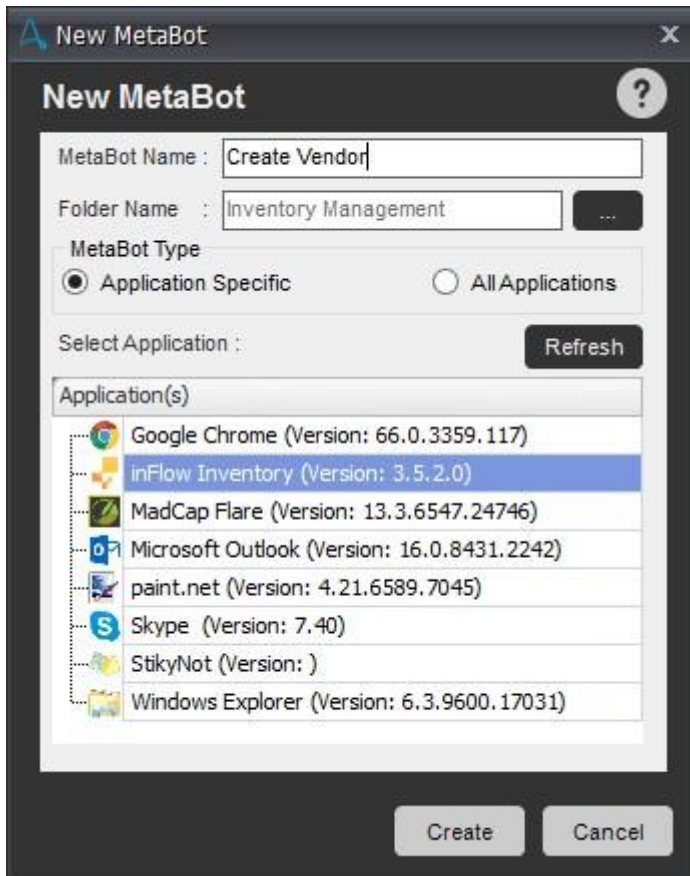 New MetaBot x
New MetaBot ?
MetaBot Name : Create Vendor
Folder Name : Inventory Management ...
MetaBot Type
Application Specific All Applications
Select Application : Refresh
Application(s)
Google Chrome (Version: 66.0.3359.117)
inFlow Inventory (Version: 3.5.2.0)
MadCap Flare (Version: 13.3.6547.24746)
Microsoft Outlook (Version: 16.0.8431.2242)
paint.net (Version: 4.21.6589.7045)
Skype (Version: 7.40)
StikyNot (Version: )
Windows Explorer (Version: 6.3.9600.17031)
Create Cancel